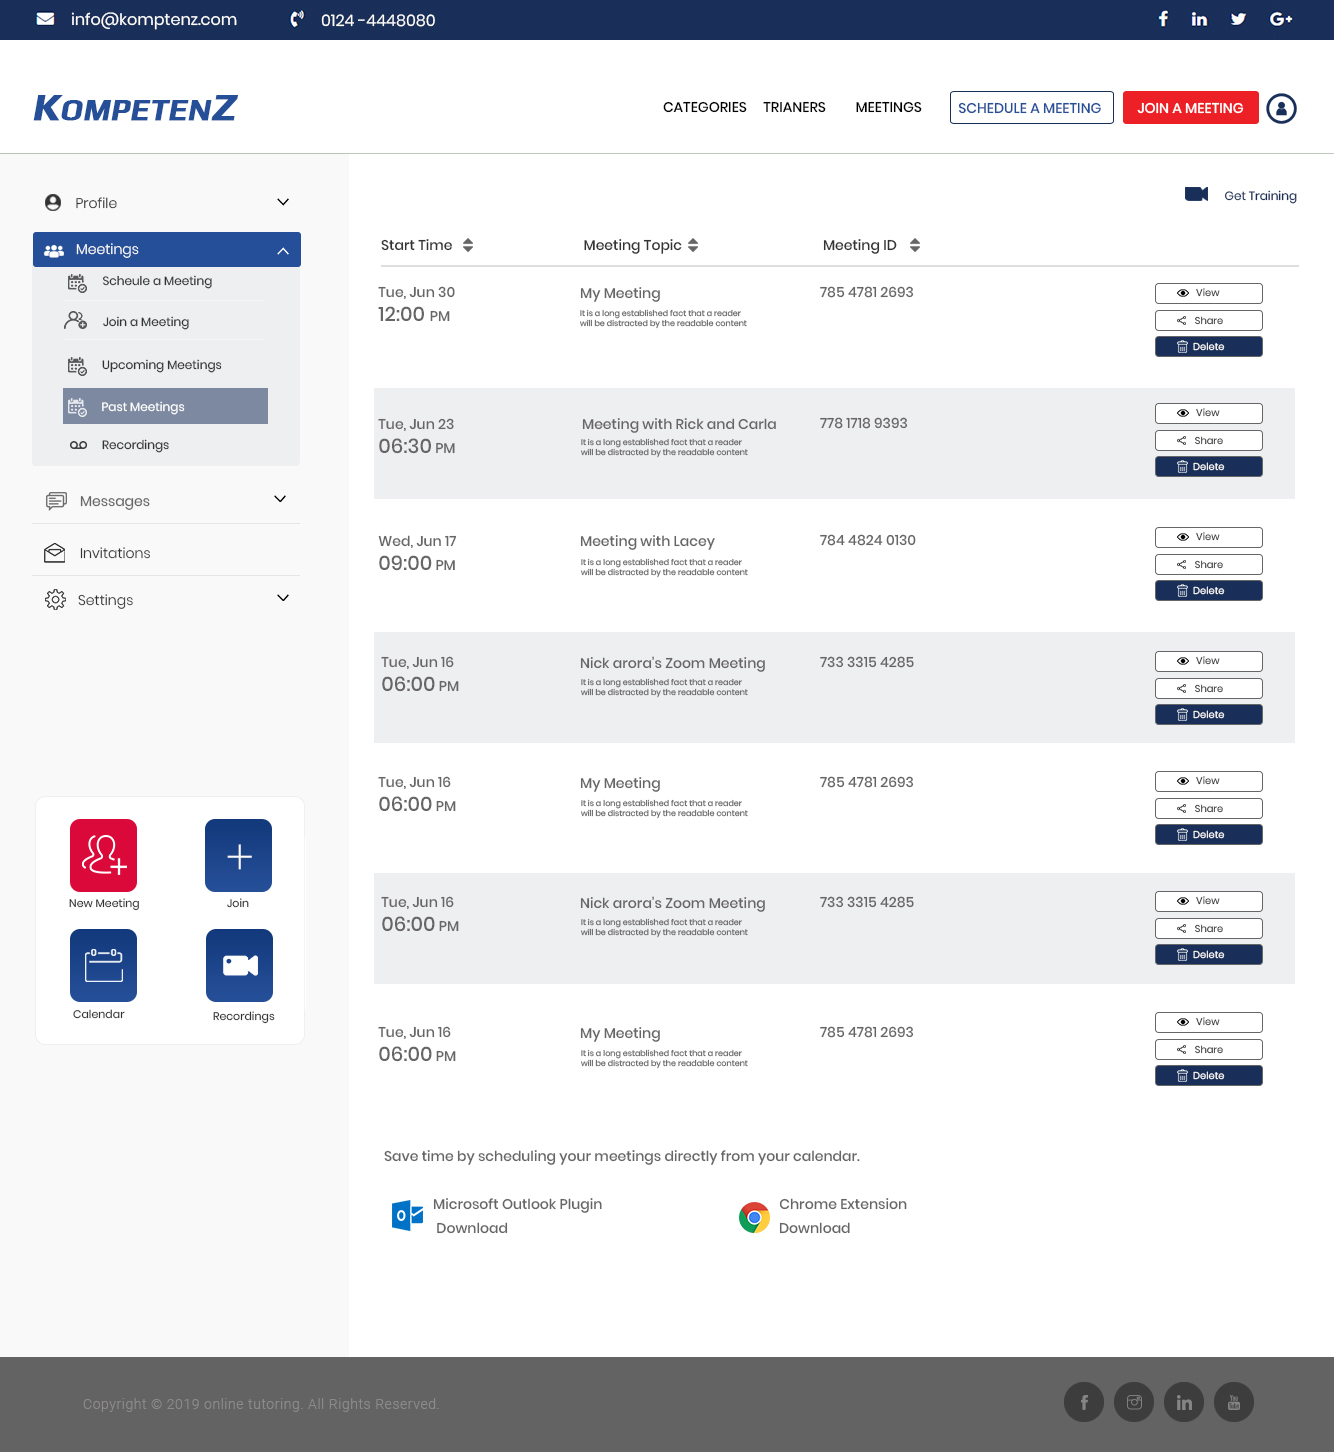 info@komptenz.com
0124 -4448080
KOMPETENZ
CATEGORIES TRIANERS MEETINGS SCHEDULE A MEETING JOIN A MEETING
Profile
Meetings
Scheule a Meeting
Join a Meeting
Upcoming Meetings
Past Meetings
Recordings
Messages
Invitations
Settings
New Meeting
Join
Calendar
Recordings
Get Training
Start Time Meeting Topic Meeting ID
Tue, Jun 30
12:00 PM
My Meeting
It is a long established fact that a reader
will be distracted by the readable content
785 4781 2693
View
Share
Delete
Tue, Jun 23
06:30 PM
Meeting with Rick and Carla
It is a long established fact that a reader
will be distracted by the readable content
778 1718 9393
View
Share
Delete
Wed, Jun 17
09:00 PM
Meeting with Lacey
It is a long established fact that a reader
will be distracted by the readable content
784 4824 0130
View
Share
Delete
Tue, Jun 16
06:00 PM
Nick arora's Zoom Meeting
It is a long established fact that a reader
will be distracted by the readable content
733 3315 4285
View
Share
Delete
Tue, Jun 16
06:00 PM
My Meeting
It is a long established fact that a reader
will be distracted by the readable content
785 4781 2693
View
Share
Delete
Tue, Jun 16
06:00 PM
Nick arora's Zoom Meeting
It is a long established fact that a reader
will be distracted by the readable content
733 3315 4285
View
Share
Delete
Tue, Jun 16
06:00 PM
My Meeting
It is a long established fact that a reader
will be distracted by the readable content
785 4781 2693
View
Share
Delete
Save time by scheduling your meetings directly from your calendar.
Microsoft Outlook Plugin
Download
Chrome Extension
Download
Copyright © 2019 online tutoring. All Rights Reserved.